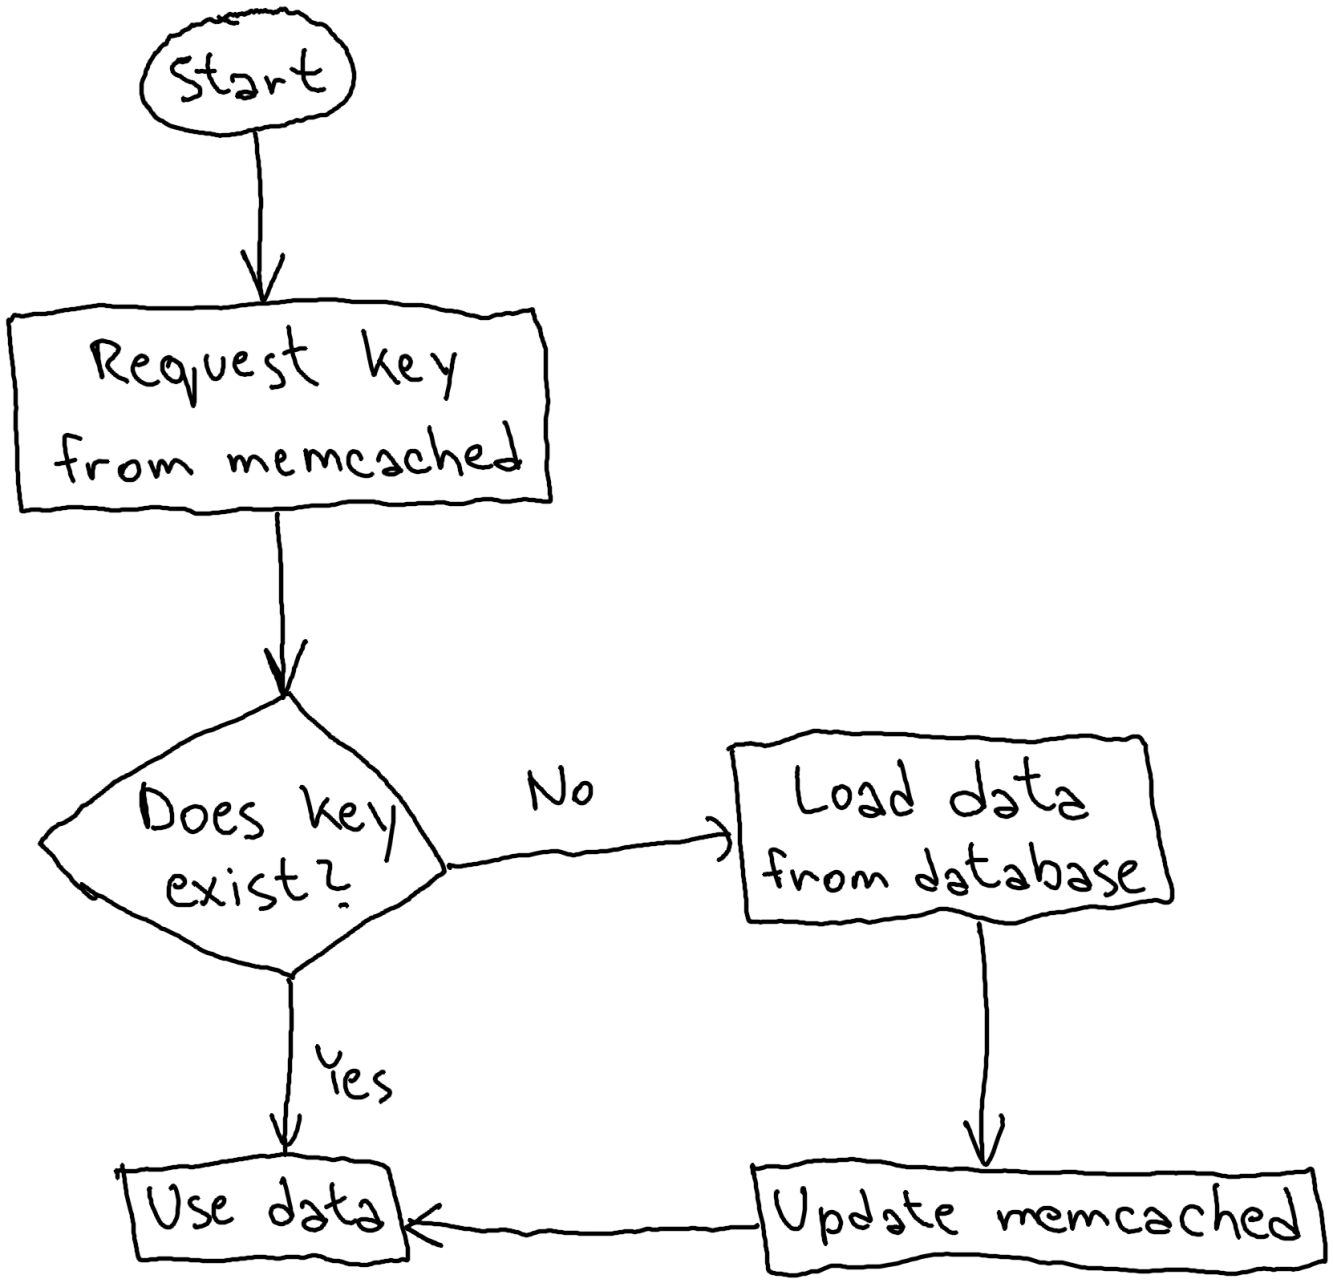 Start
Request key
from memcached
Does key
exist?
No
Load data
from database
Yes
Use data
Update memcached